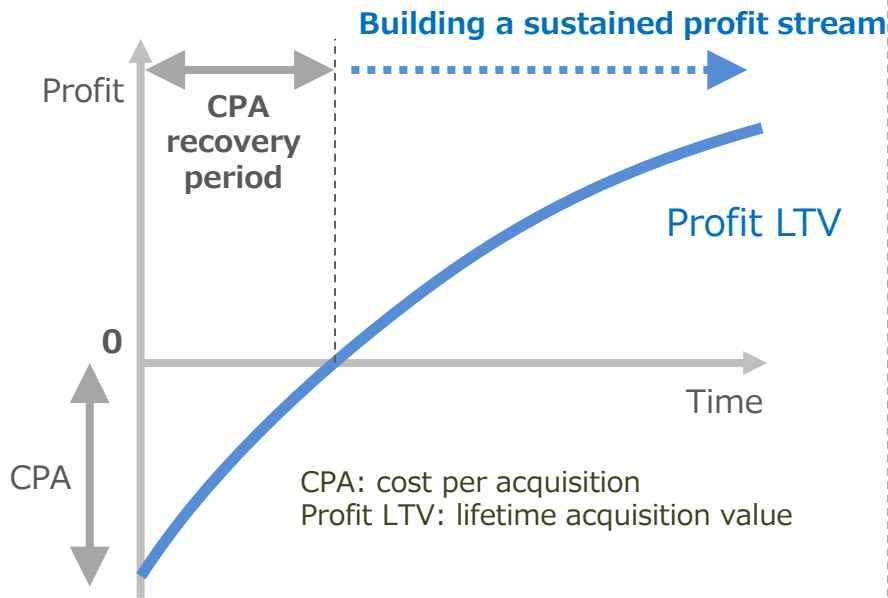 Building a sustained profit stream
Profit
CPA
recovery
period
Profit LTV
0
Time
CPA
CPA: cost per acquisition
Profit LTV: lifetime acquisition value